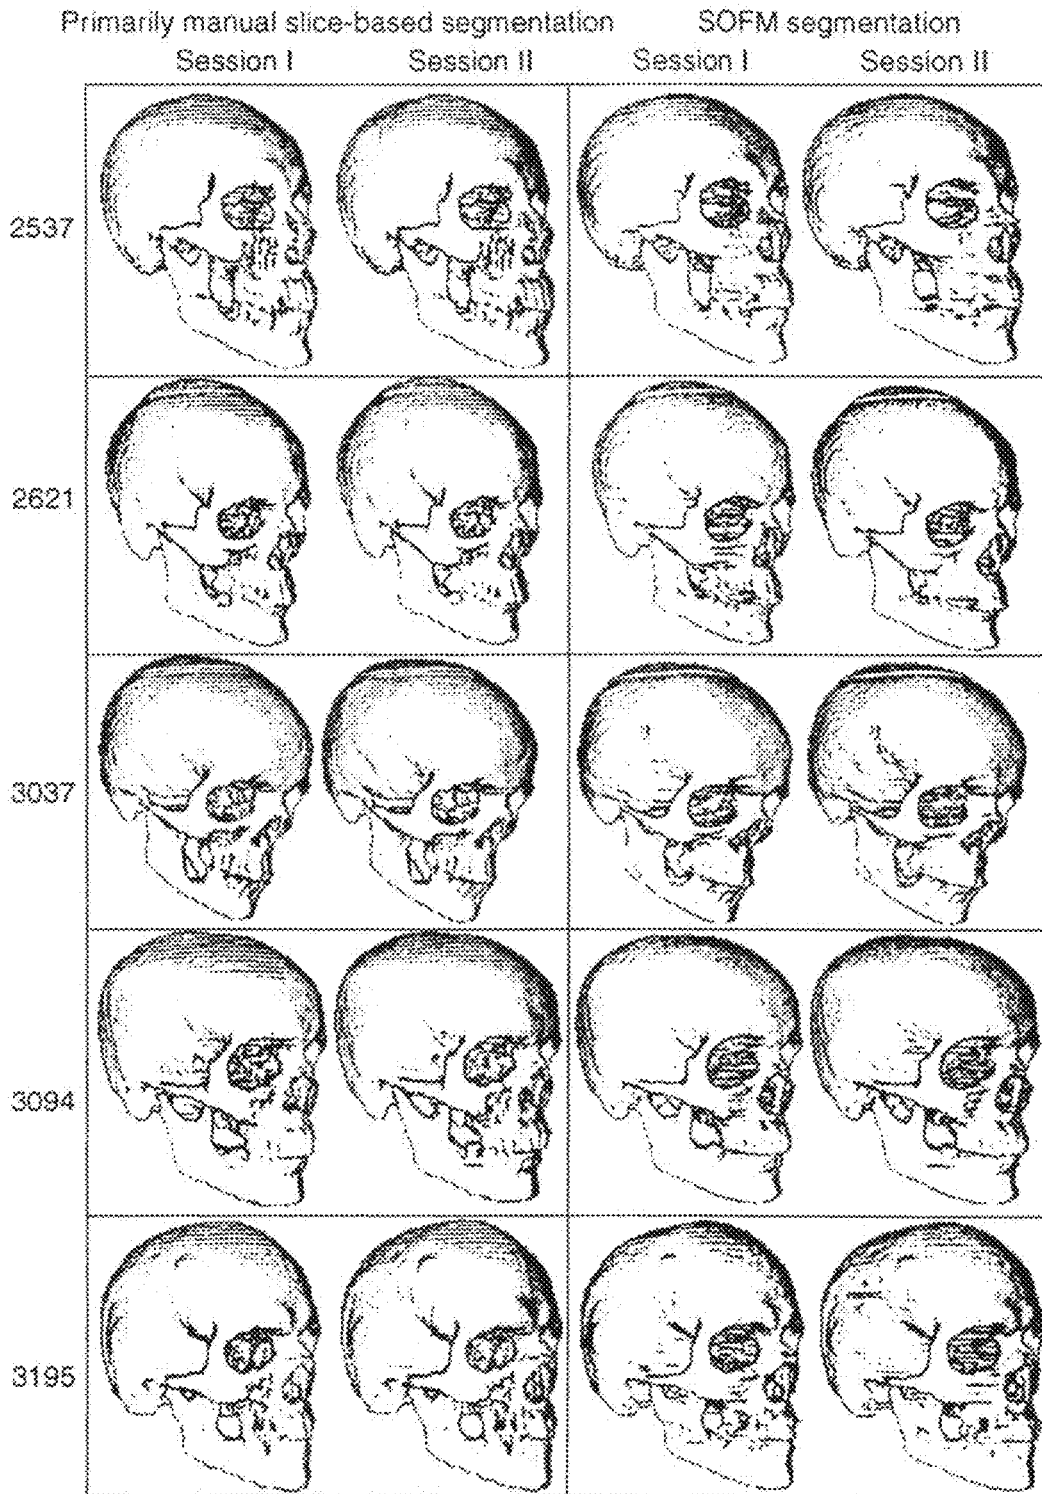 Primarily manual slice-based segmentation SOFM segmentation
Session I Session II Session I Session II
2537
2621
3037
3094
3195